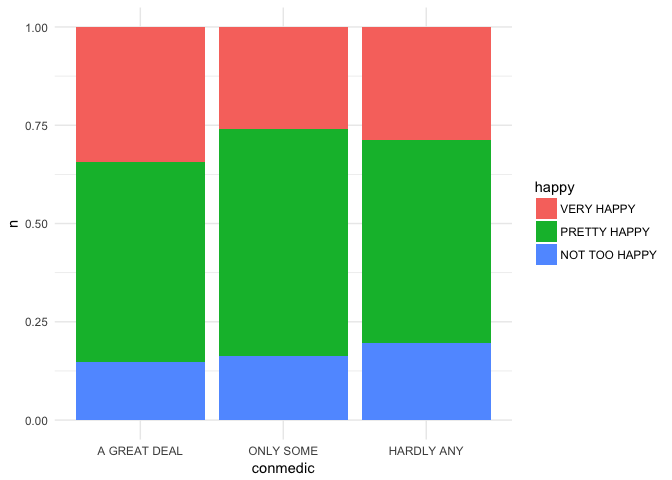 1.00
0.75
0.50
0.25
0.00
n
A GREAT DEAL
ONLY SOME
HARDLY ANY
conmedic
happy
VERY HAPPY
PRETTY HAPPY
NOT TOO HAPPY